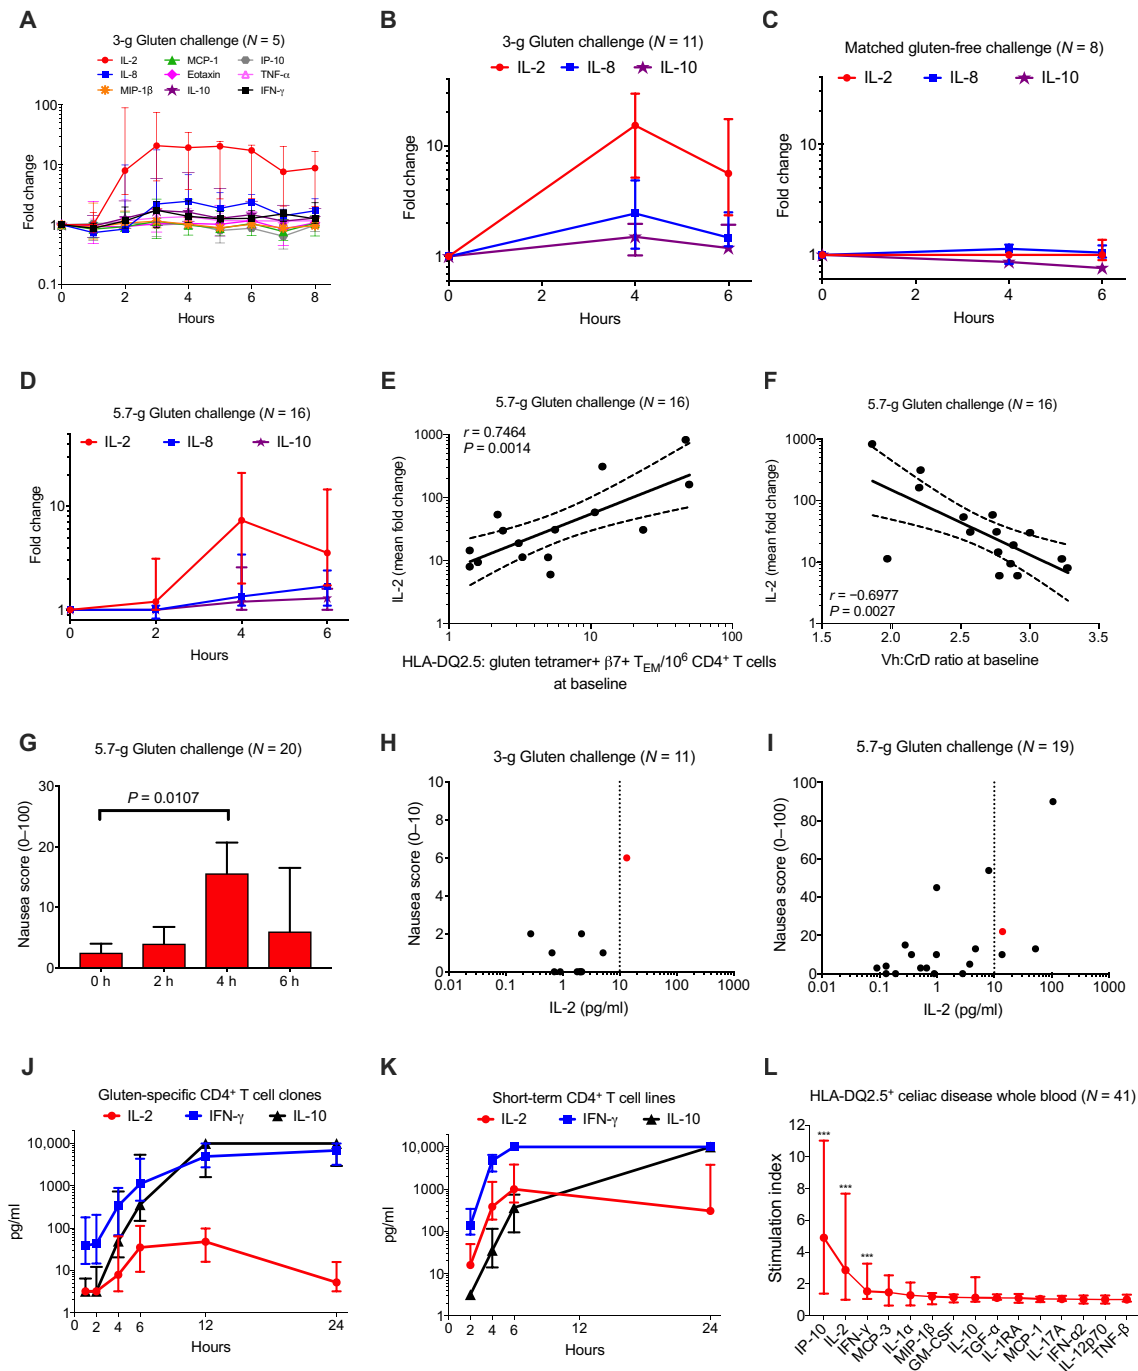 A
3-g Gluten challenge (N = 5)
IL-2 MCP-1 IP-10
IL-8 Eotaxin TNF-α
MIP-1β IL-10 IFN-γ
Fold change
100
10
1
0.1
0 2 4 6 8
Hours
B
3-g Gluten challenge (N = 11)
IL-2 IL-8 IL-10
Fold change
10
1
0 2 4 6
Hours
C
Matched gluten-free challenge (N = 8)
IL-2 IL-8 IL-10
Fold change
10
1
0 2 4 6
Hours
D
5.7-g Gluten challenge (N = 16)
IL-2 IL-8 IL-10
Fold change
10
1
0 2 4 6
Hours
E
5.7-g Gluten challenge (N = 16)
r = 0.7464
P = 0.0014
IL-2 (mean fold change)
1000
100
10
1
1 10 100
HLA-DQ2.5: gluten tetramer+ β7+ TEM/10⁶ CD4⁺ T cells
at baseline
F
5.7-g Gluten challenge (N = 16)
IL-2 (mean fold change)
1000
100
10
1
r = −0.6977
P = 0.0027
1.5 2.0 2.5 3.0 3.5
Vh:CrD ratio at baseline
G
5.7-g Gluten challenge (N = 20)
P = 0.0107
Nausea score (0–100)
30
20
10
0
0 h 2 h 4 h 6 h
H
3-g Gluten challenge (N = 11)
Nausea score (0–10)
10
8
6
4
2
0
0.01 0.1 1 10 100 1000
IL-2 (pg/ml)
I
5.7-g Gluten challenge (N = 19)
Nausea score (0–100)
100
80
60
40
20
0
0.01 0.1 1 10 100 1000
IL-2 (pg/ml)
J
Gluten-specific CD4⁺ T cell clones
IL-2 IFN-γ IL-10
pg/ml
10,000
1000
100
10
1
0 2 4 6 12 24
Hours
K
Short-term CD4⁺ T cell lines
IL-2 IFN-γ IL-10
pg/ml
10,000
1000
100
10
1
0 2 4 6 12 24
Hours
L
HLA-DQ2.5⁺ celiac disease whole blood (N = 41)
Stimulation index
12
10
8
6
4
2
0
*** *** ***
IP-10 IL-2 IFN-γ MCP-3 IL-1α MIP-1β GM-CSF IL-10 TGF-α IL-1RA MCP-1 IL-17A IFN-α2 IL-12p70 TNF-β